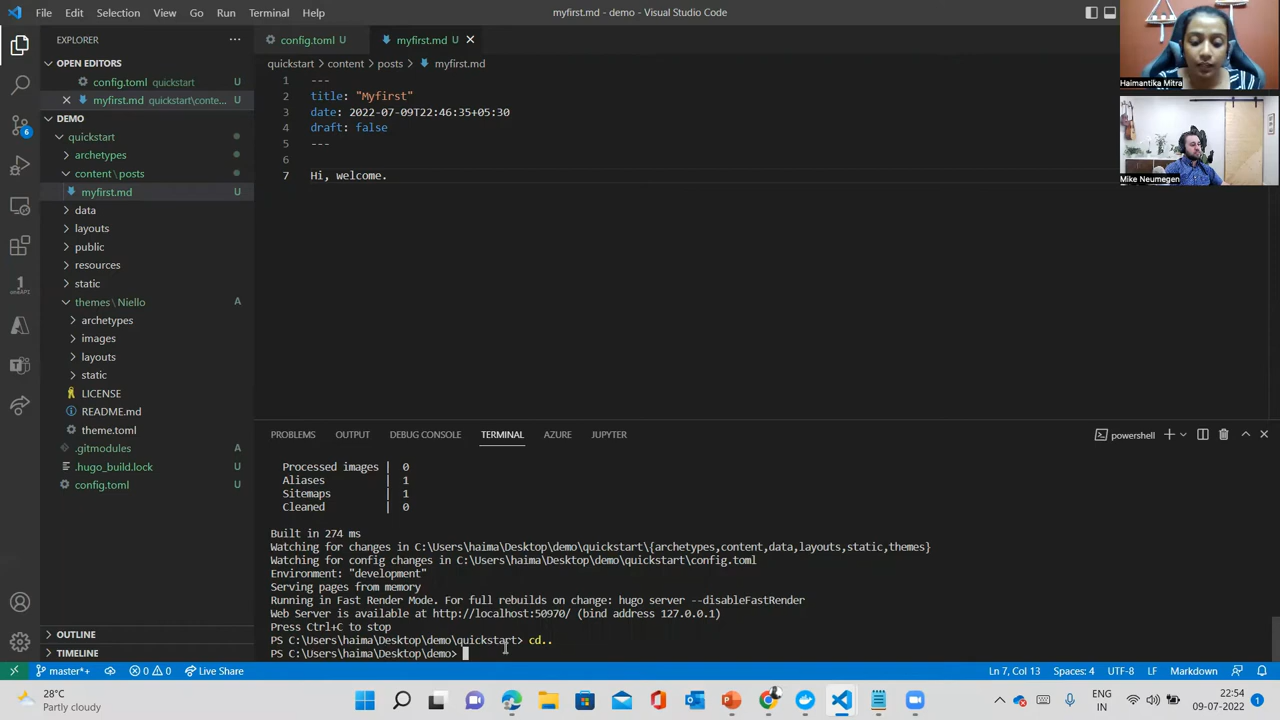 File Edit Selection View Go Run Terminal Help
myfirst.md - demo - Visual Studio Code
EXPLORER
OPEN EDITORS
config.toml quickstart U
myfirst.md quickstart\conte... U
DEMO
quickstart
archetypes
content \ posts
myfirst.md U
data
layouts
public
resources
static
themes \ Niello A
archetypes
images
layouts
static
LICENSE
README.md
theme.toml
.gitmodules A
.hugo_build.lock U
config.toml U
OUTLINE
TIMELINE
config.toml U
myfirst.md U
quickstart > content > posts > myfirst.md
1 ---
2 title: "Myfirst"
3 date: 2022-07-09T22:46:35+05:30
4 draft: false
5 ---
6
7 Hi, welcome.
Haimantika Mitra
Mike Neumegen
PROBLEMS OUTPUT DEBUG CONSOLE TERMINAL AZURE JUPYTER
powershell
Processed images | 0
Aliases | 1
Sitemaps | 1
Cleaned | 0
Built in 274 ms
Watching for changes in C:\Users\haima\Desktop\demo\quickstart\{archetypes,content,data,layouts,static,themes}
Watching for config changes in C:\Users\haima\Desktop\demo\quickstart\config.toml
Environment: "development"
Serving pages from memory
Running in Fast Render Mode. For full rebuilds on change: hugo server --disableFastRender
Web Server is available at http://localhost:50970/ (bind address 127.0.0.1)
Press Ctrl+C to stop
PS C:\Users\haima\Desktop\demo\quickstart> cd..
PS C:\Users\haima\Desktop\demo>
6
master*+ 0 0 Live Share
Ln 7, Col 13 Spaces: 4 UTF-8 LF Markdown
28°C
Partly cloudy
ENG
IN
22:54
09-07-2022
1